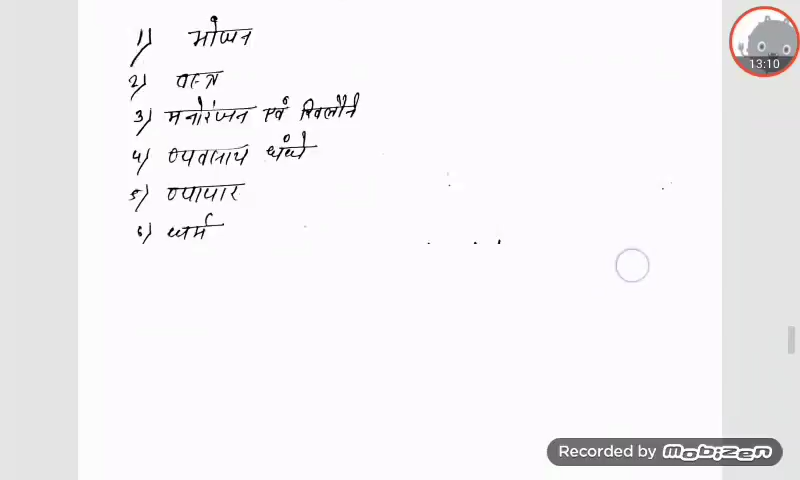 1) भोजन
13:10
2) वस्त्र
3) मनोरंजन एवं खिलौने
4) व्यवसाय धंधे
5) व्यापार
6) धर्म
Recorded by mobizen